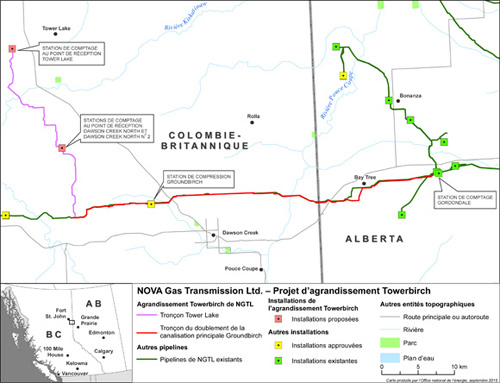 Tower Lake
STATION DE COMPTAGE
AU POINT DE RÉCEPTION
TOWER LAKE
Rivière Kiskatinaw
Rivière Pouce Coupe
Bonanza
STATIONS DE COMPTAGE
AU POINT DE RÉCEPTION
DAWSON CREEK NORTH ET
DAWSON CREEK NORTH N° 2
Rolla
COLOMBIE-
BRITANNIQUE
STATION DE COMPRESSION
GROUNDBIRCH
Bay Tree
STATION DE COMPTAGE
GORDONDALE
Dawson Creek
ALBERTA
Pouce Coupe
NOVA Gas Transmission Ltd. – Projet d'agrandissement Towerbirch
Agrandissement Towerbirch de NGTL
Tronçon Tower Lake
Tronçon du doublement de la
canalisation principale Groundbirch
Autres pipelines
Pipelines de NGTL existants
Installations de
l'agrandissement Towerbirch
Installations proposées
Autres installations
Installations approuvées
Installations existantes
Autres entités topographiques
Route principale ou autoroute
Rivière
Parc
Plan d'eau
0 10 km
AB
BC
Fort
St. John
Grande
Prairie
Edmonton
100 Mile
House
Calgary
Kelowna
Vancouver
Carte produite par l'Office national de l'énergie, septembre 2015